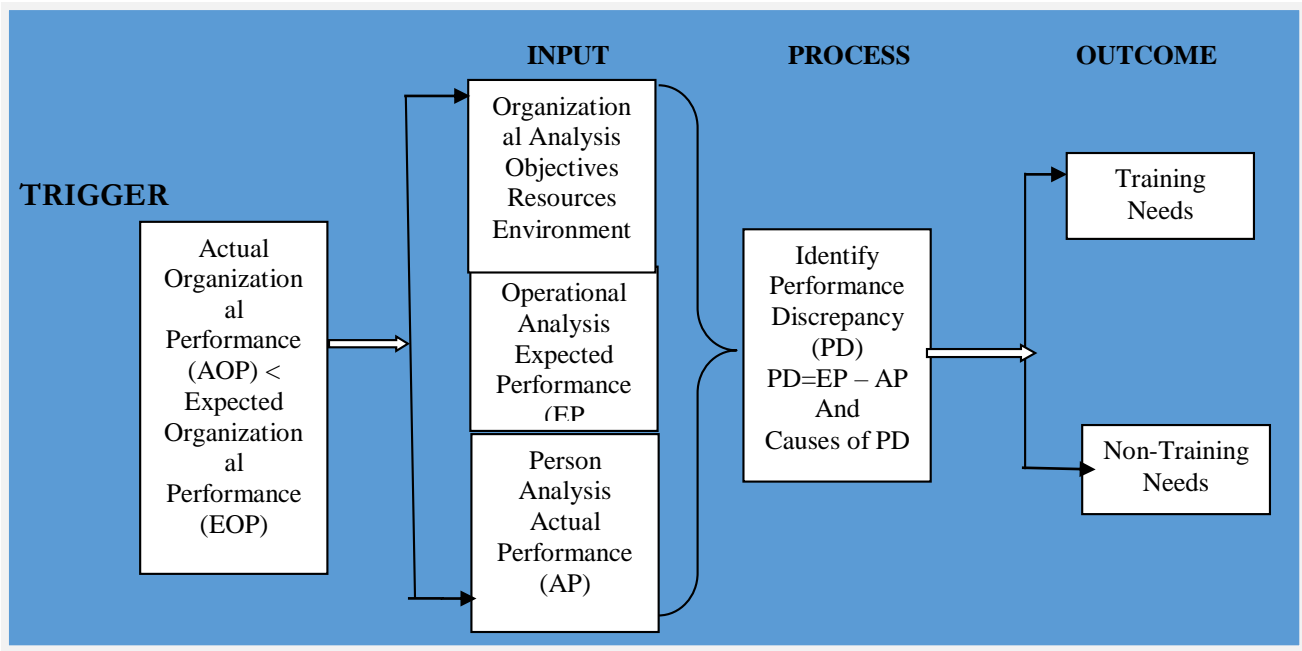 INPUT
PROCESS
OUTCOME
TRIGGER
Actual
Organization
al
Performance
(AOP) <
Expected
Organization
al
Performance
(EOP)
Organization
al Analysis
Objectives
Resources
Environment
Operational
Analysis
Expected
Performance
(EP
Person
Analysis
Actual
Performance
(AP)
Identify
Performance
Discrepancy
(PD)
PD=EP – AP
And
Causes of PD
Training
Needs
Non-Training
Needs